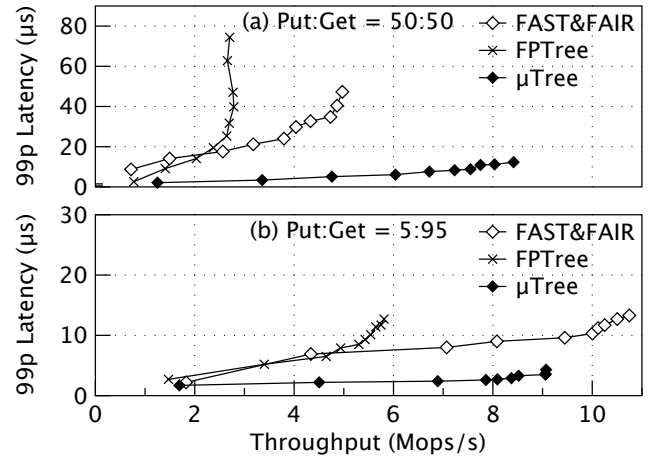 (a) Put:Get = 50:50
FAST&FAIR
FPTree
μTree
99p Latency (μs)
80
60
40
20
0
(b) Put:Get = 5:95
FAST&FAIR
FPTree
μTree
99p Latency (μs)
30
20
10
0
0 2 4 6 8 10
Throughput (Mops/s)